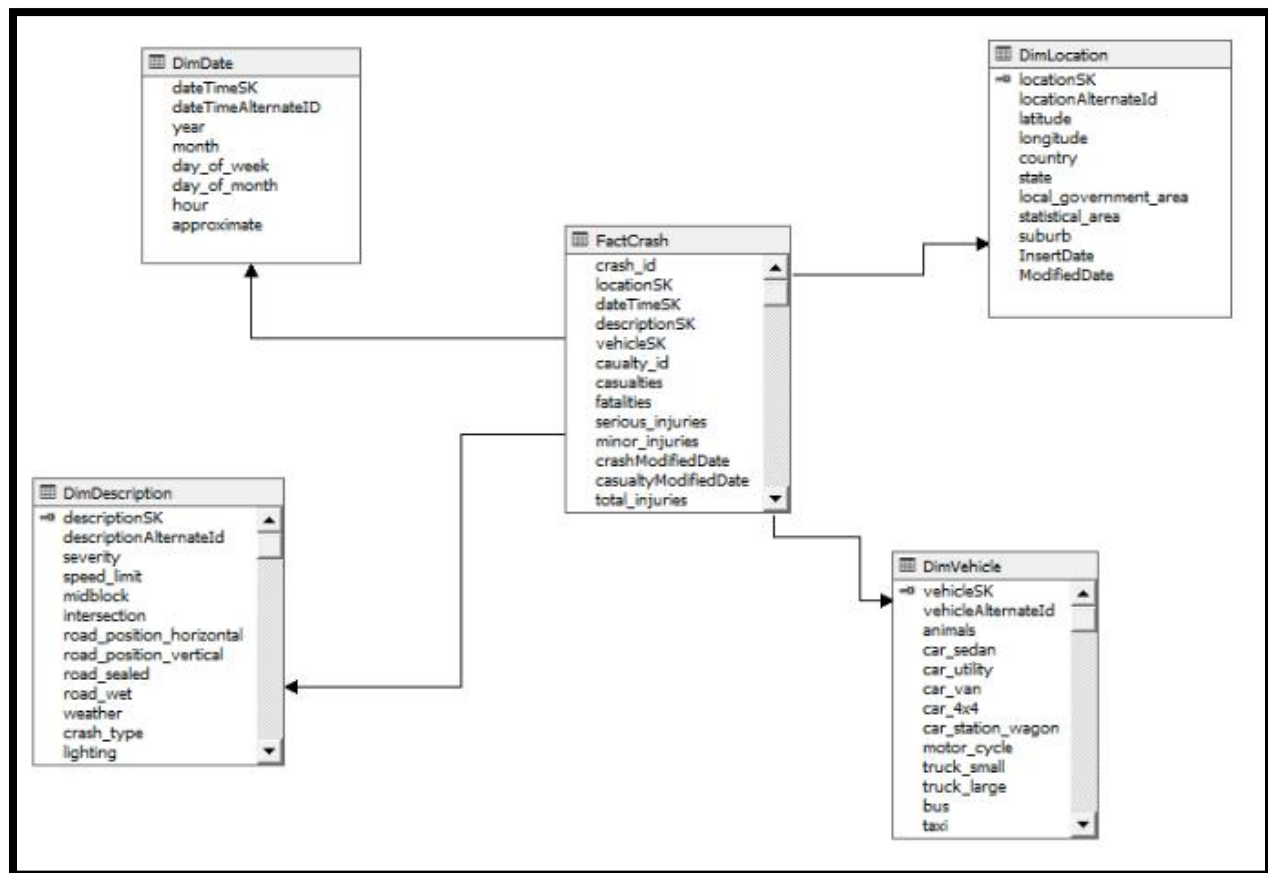 DimDate
dateTimeSK
dateTimeAlternateID
year
month
day_of_week
day_of_month
hour
approximate
DimLocation
locationSK
locationAlternateId
latitude
longitude
country
state
local_government_area
statistical_area
suburb
InsertDate
ModifiedDate
FactCrash
crash_id
locationSK
dateTimeSK
descriptionSK
vehicleSK
caualty_id
casualties
fatalities
serious_injuries
minor_injuries
crashModifiedDate
casualtyModifiedDate
total_injuries
DimDescription
descriptionSK
descriptionAlternateId
severity
speed_limit
midblock
intersection
road_position_horizontal
road_position_vertical
road_sealed
road_wet
weather
crash_type
lighting
DimVehicle
vehicleSK
vehicleAlternateId
animals
car_sedan
car_utility
car_van
car_4x4
car_station_wagon
motor_cycle
truck_small
truck_large
bus
taxi